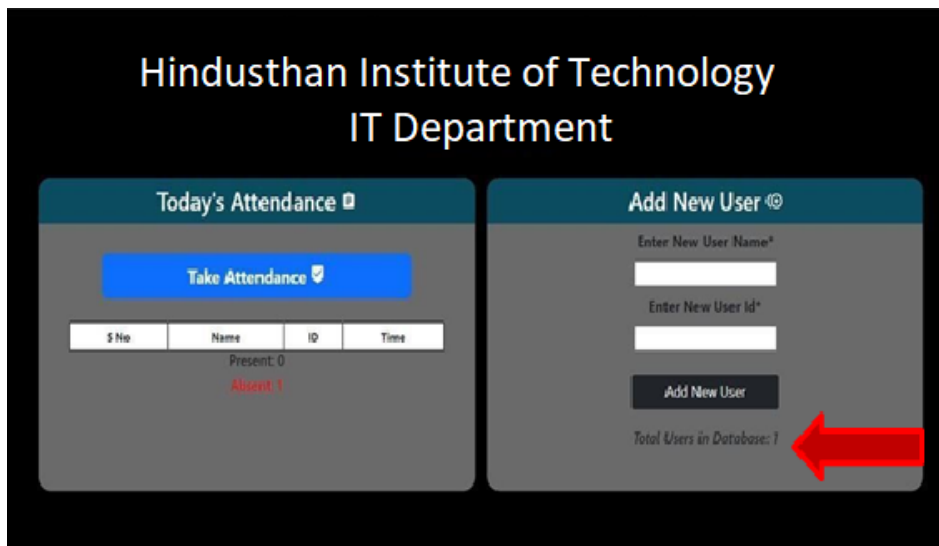 Hindusthan Institute of Technology
IT Department
Today's Attendance
Take Attendance
S No Name ID Time
Present: 0
Absent: 1
Add New User
Enter New User Name*
Enter New User Id*
Add New User
Total Users in Database: 1